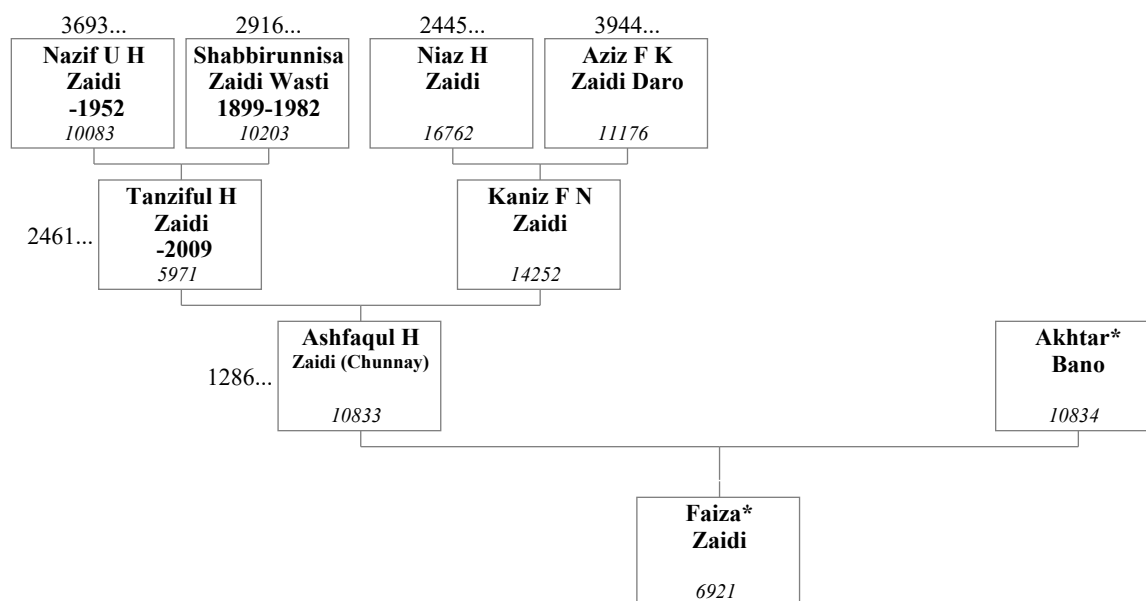 3693...
2916...
2445...
3944...
Nazif U H
Zaidi
-1952
10083
Shabbirunnisa
Zaidi Wasti
1899-1982
10203
Niaz H
Zaidi
16762
Aziz F K
Zaidi Daro
11176
2461...
Tanziful H
Zaidi
-2009
5971
Kaniz F N
Zaidi
14252
1286...
Ashfaqul H
Zaidi (Chunnay)
10833
Akhtar*
Bano
10834
Faiza*
Zaidi
6921